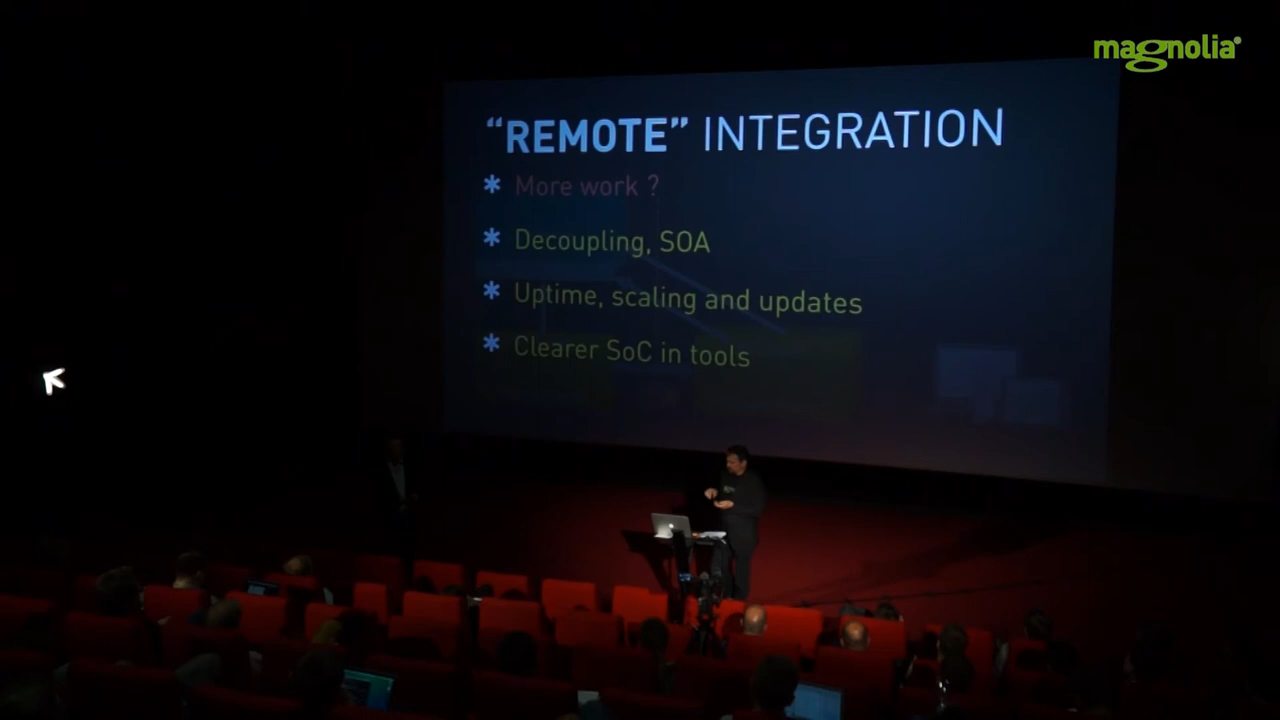 magnolia®
“REMOTE” INTEGRATION
* More work ?
* Decoupling, SOA
* Uptime, scaling and updates
* Clearer SoC in tools